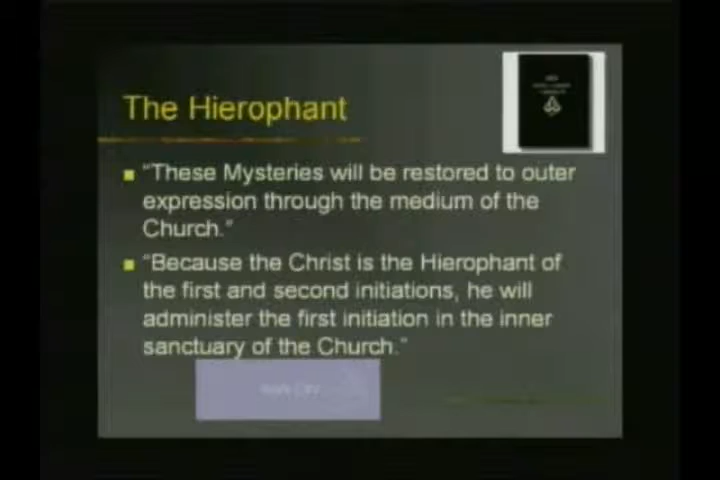 The Hierophant
“These Mysteries will be restored to outer
expression through the medium of the
Church.”
“Because the Christ is the Hierophant of
the first and second initiations, he will
administer the first initiation in the inner
sanctuary of the Church.”